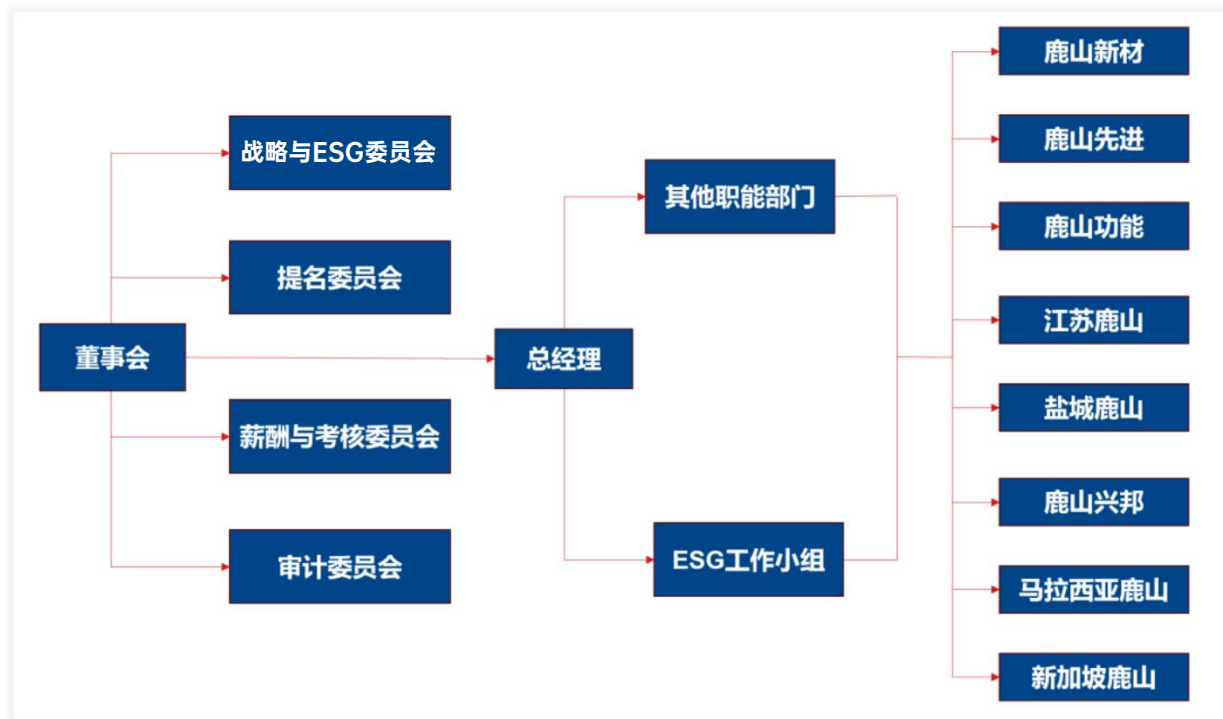 董事会
战略与ESG委员会
提名委员会
薪酬与考核委员会
审计委员会
总经理
其他职能部门
ESG工作小组
鹿山新材
鹿山先进
鹿山功能
江苏鹿山
盐城鹿山
鹿山兴邦
马拉西亚鹿山
新加坡鹿山